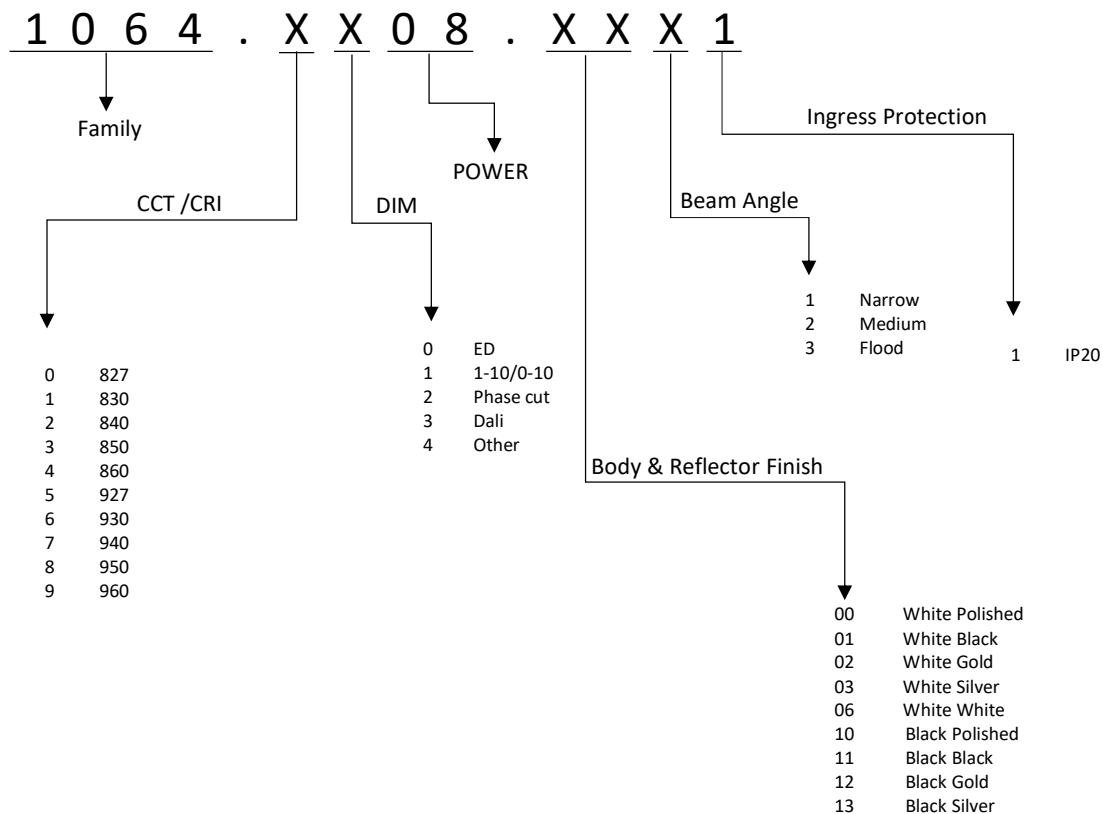 1 0 6 4 . X X 0 8 . X X X 1
Family
POWER
Ingress Protection
CCT /CRI
DIM
Beam Angle
0 827
1 830
2 840
3 850
4 860
5 927
6 930
7 940
8 950
9 960
0 ED
1 1-10/0-10
2 Phase cut
3 Dali
4 Other
1 Narrow
2 Medium
3 Flood
1 IP20
Body & Reflector Finish
00 White Polished
01 White Black
02 White Gold
03 White Silver
06 White White
10 Black Polished
11 Black Black
12 Black Gold
13 Black Silver